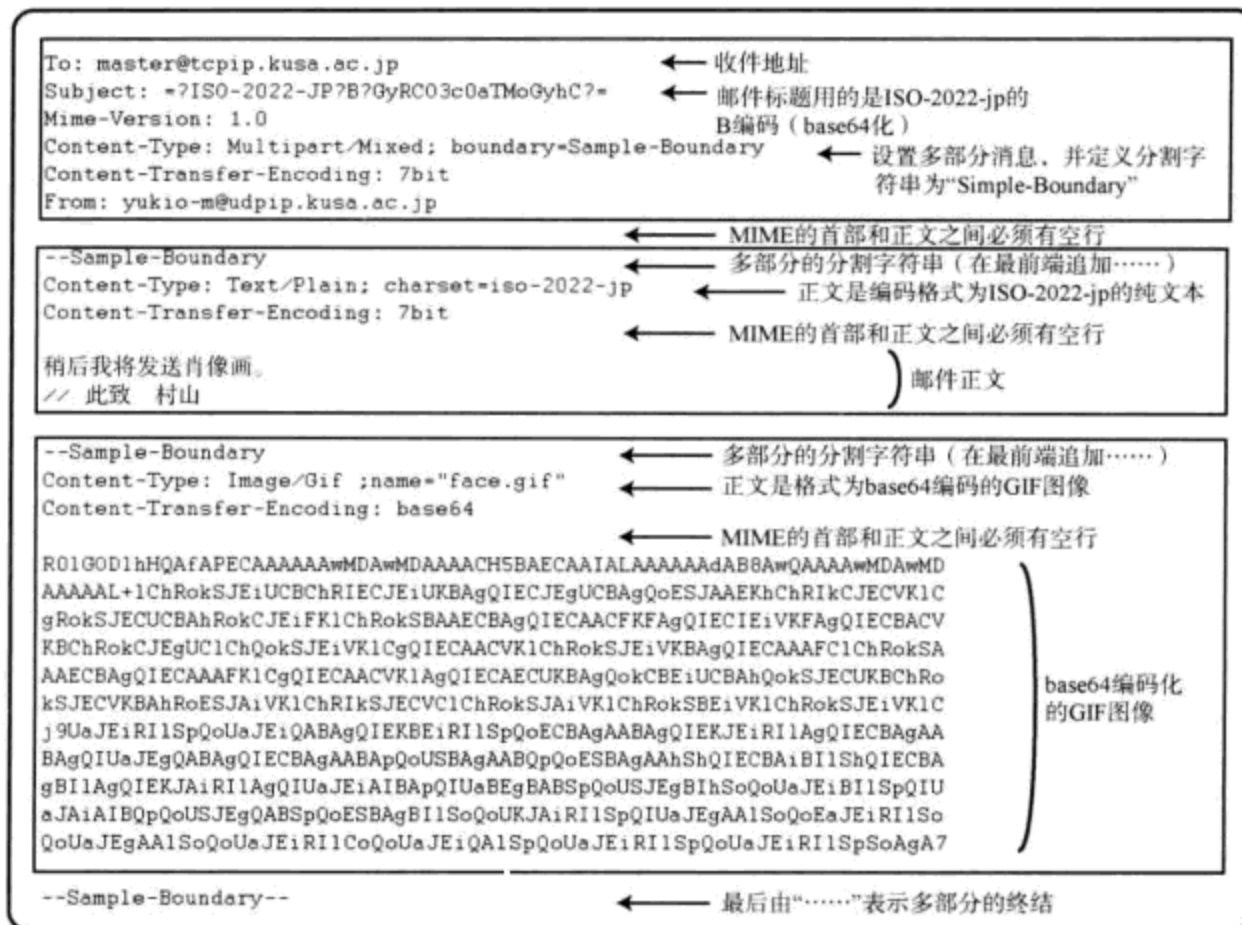 To: master@tcpip.kusa.ac.jp
收件地址
Subject: =?ISO-2022-JP?B?GyRCO3c0aTMoGyhC?=
邮件标题用的是ISO-2022-jp的
B编码（base64化）
Mime-Version: 1.0
Content-Type: Multipart/Mixed; boundary=Sample-Boundary
设置多部分消息，并定义分割字
符串为“Simple-Boundary”
Content-Transfer-Encoding: 7bit
From: yukio-m@udpip.kusa.ac.jp
MIME的首部和正文之间必须有空行
--Sample-Boundary
多部分的分割字符串（在最前端追加……）
Content-Type: Text/Plain; charset=iso-2022-jp
正文是编码格式为ISO-2022-jp的纯文本
Content-Transfer-Encoding: 7bit
MIME的首部和正文之间必须有空行
稍后我将发送肖像画。
// 此致 村山
邮件正文
--Sample-Boundary
多部分的分割字符串（在最前端追加……）
Content-Type: Image/Gif ;name="face.gif"
正文是格式为base64编码的GIF图像
Content-Transfer-Encoding: base64
MIME的首部和正文之间必须有空行
R0lGODlhHQAfAPECAAAAAAwMDAwMDAAAACH5BAECAAIALAAAAAAdAB8AwQAAAAwMDAwMD
AAAAAL+lChRokSJEiUCBChRIECJEiUKBAgQIECJEgUCBAgQoESJAAEKhChRIkCJECVKlC
gRokSJECUCBAhRokCJEiFKlChRokSBAAECBAgQIECAACFKFAgQIECIEiVKFAgQIECBACV
KBChRokCJEgUClChQokSJEiVKlCgQIECAACVKlChRokSJEiVKBAgQIECAAAFClChRokSA
AAECBAgQIECAAAFKlCgQIECAACVKlAgQIECAECUKBAgQokCBEiUCBAhQokSJECUKBChRo
kSJECVKBAhRoESJAiVKlChRIkSJECVClChRokSJAiVKlChRokSBEiVKlChRokSJEiVKlC
j9UaJEiRIlSpQoUaJEiQABAgQIEKBEiRIlSpQoECBAgAABAgQIEKJEiRIlAgQIECBAgAA
BAgQIUaJEgQABAgQIECBAgAABApQoUSBAgAABQpQoESBAgAAhShQIECBAiBIlShQIECBA
gBIlAgQIEKJAiRIlAgQIUaJEiAIBApQIUaBEgBABSpQoUSJEgBIhSoQoUaJEiBIlSpQIU
aJAiAIBQpQoUSJEgQABSpQoESBAgBIlSoQoUKJAiRIlSpQIUaJEgAAlSoQoEaJEiRIlSo
QoUaJEgAAlSoQoUaJEiRIlCoQoUaJEiQAlSpQoUaJEiRIlSpQoUaJEiRIlSpSoAgA7
base64编码化
的GIF图像
--Sample-Boundary--
最后由“……”表示多部分的终结